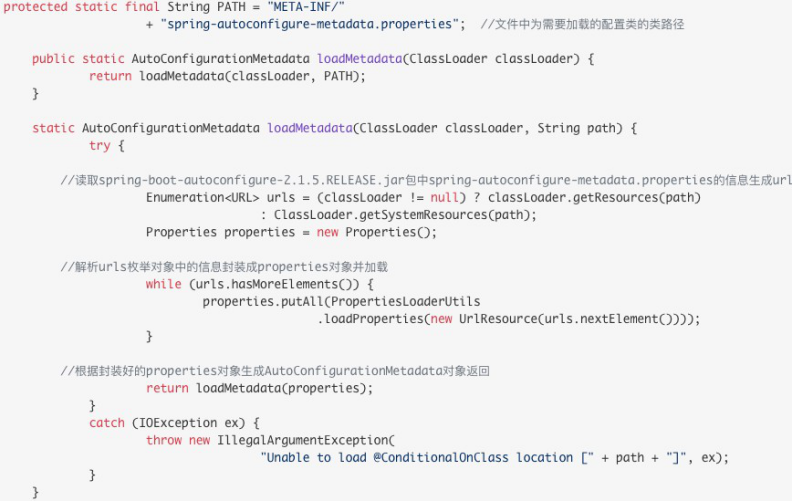 protected static final String PATH = "META-INF/"
+ "spring-autoconfigure-metadata.properties"; //文件中为需要加载的配置类的类路径
public static AutoConfigurationMetadata loadMetadata(ClassLoader classLoader) {
return loadMetadata(classLoader, PATH);
}
static AutoConfigurationMetadata loadMetadata(ClassLoader classLoader, String path) {
try {
//读取spring-boot-autoconfigure-2.1.5.RELEASE.jar包中spring-autoconfigure-metadata.properties的信息生成url
Enumeration<URL> urls = (classLoader != null) ? classLoader.getResources(path)
: ClassLoader.getSystemResources(path);
Properties properties = new Properties();
//解析urls枚举对象中的信息封装成properties对象并加载
while (urls.hasMoreElements()) {
properties.putAll(PropertiesLoaderUtils
.loadProperties(new UrlResource(urls.nextElement())));
}
//根据封装好的properties对象生成AutoConfigurationMetadata对象返回
return loadMetadata(properties);
}
catch (IOException ex) {
throw new IllegalArgumentException(
"Unable to load @ConditionalOnClass location [" + path + "]", ex);
}
}